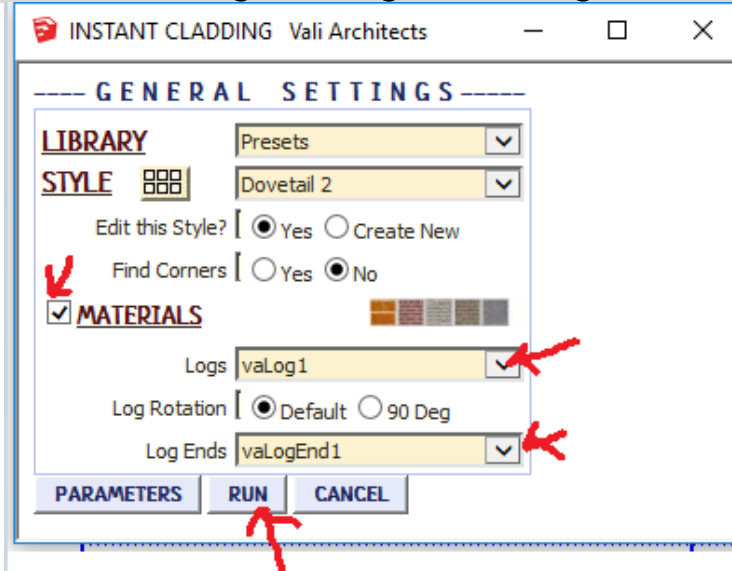 INSTANT CLADDING Vali Architects
---- GENERAL SETTINGS----
LIBRARY Presets
STYLE Dovetail 2
Edit this Style? Yes Create New
Find Corners Yes No
MATERIALS
Logs vaLog1
Log Rotation Default 90 Deg
Log Ends vaLogEnd1
PARAMETERS RUN CANCEL